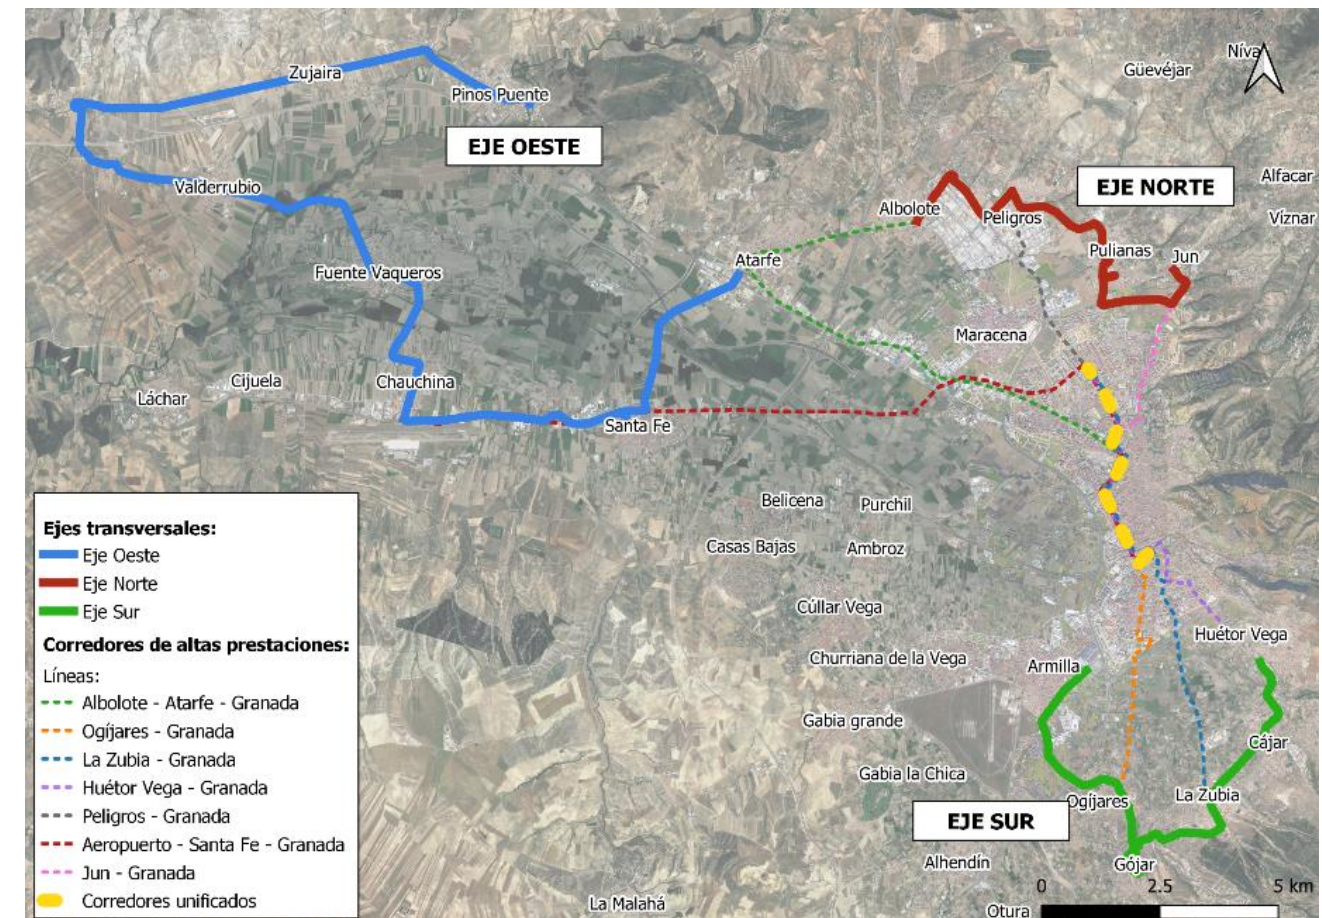 Níva
Güevéjar
Zujaira
Pinos Puente
EJE OESTE
Alfacar
EJE NORTE
Valderrubio
Albolote
Peligros
Víznar
Pulianas
Jun
Atarfe
Fuente Vaqueros
Maracena
Cijuela
Chauchina
Láchar
Santa Fe
Belicena
Purchil
Casas Bajas
Ambroz
Cúllar Vega
Huétor Vega
Churriana de la Vega
Armilla
Gabia grande
Cájar
Gabia la Chica
Ogíjares
La Zubia
EJE SUR
Alhendín
Gójar
La Malahá
Otura
0 2.5 5 km
Ejes transversales:
Eje Oeste
Eje Norte
Eje Sur
Corredores de altas prestaciones:
Líneas:
Albolote - Atarfe - Granada
Ogíjares - Granada
La Zubia - Granada
Huétor Vega - Granada
Peligros - Granada
Aeropuerto - Santa Fe - Granada
Jun - Granada
Corredores unificados